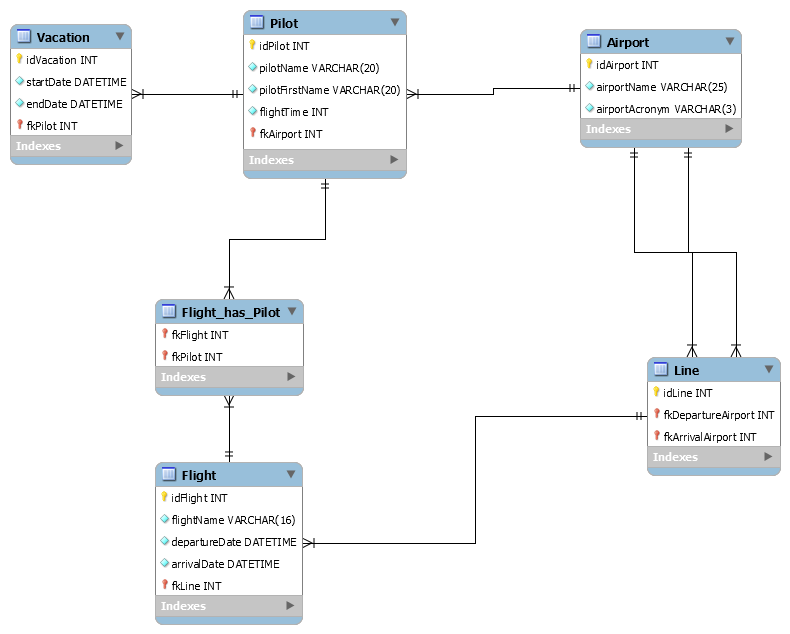 Vacation
idVacation INT
startDate DATETIME
endDate DATETIME
fkPilot INT
Indexes
Pilot
idPilot INT
pilotName VARCHAR(20)
pilotFirstName VARCHAR(20)
flightTime INT
fkAirport INT
Indexes
Airport
idAirport INT
airportName VARCHAR(25)
airportAcronym VARCHAR(3)
Indexes
Flight_has_Pilot
fkFlight INT
fkPilot INT
Indexes
Line
idLine INT
fkDepartureAirport INT
fkArrivalAirport INT
Indexes
Flight
idFlight INT
flightName VARCHAR(16)
departureDate DATETIME
arrivalDate DATETIME
fkLine INT
Indexes